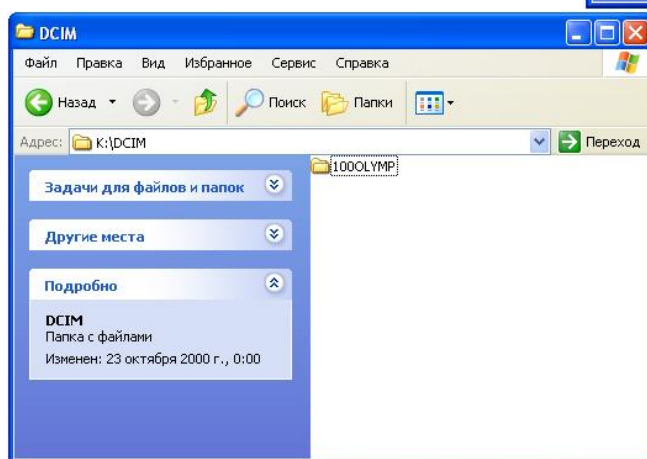 DCIM
Файл Правка Вид Избранное Сервис Справка
Назад Поиск Папки
Адрес: K:\DCIM Переход
100OLYMP
Задачи для файлов и папок
Другие места
Подробно
DCIM
Папка с файлами
Изменен: 23 октября 2000 г., 0:00